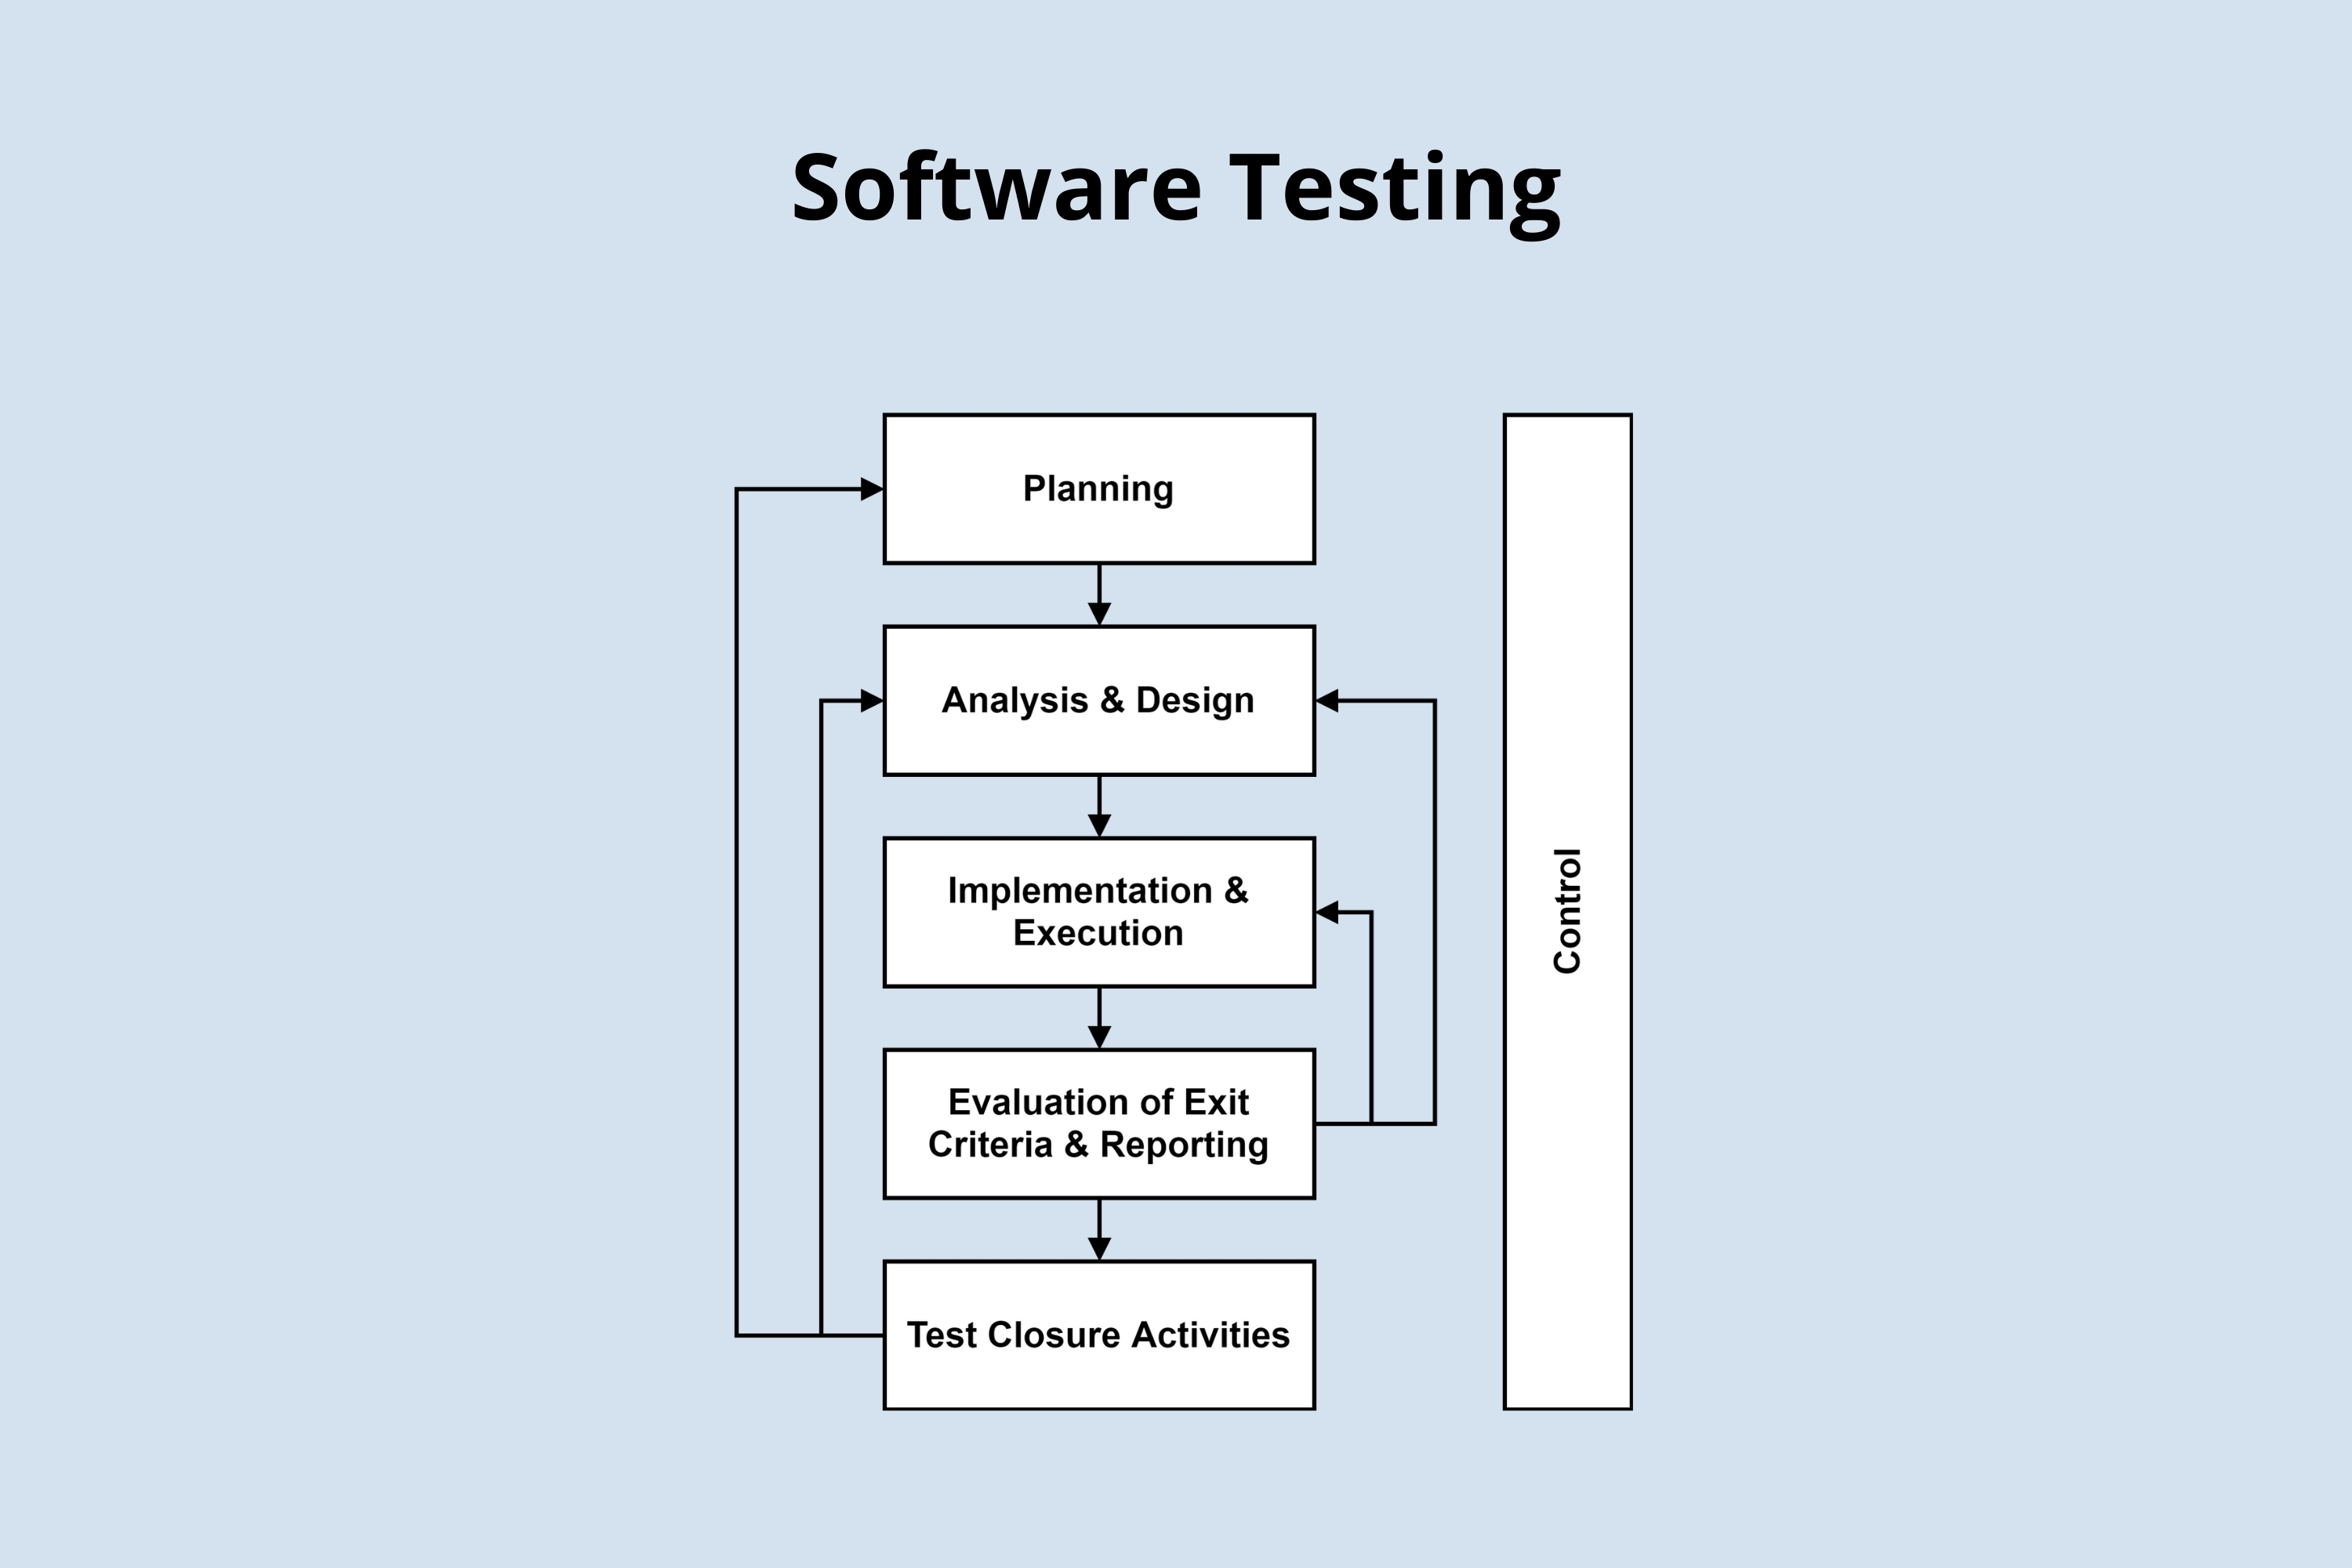 Software Testing
Planning
Analysis & Design
Implementation &
Execution
Evaluation of Exit
Criteria & Reporting
Test Closure Activities
Control